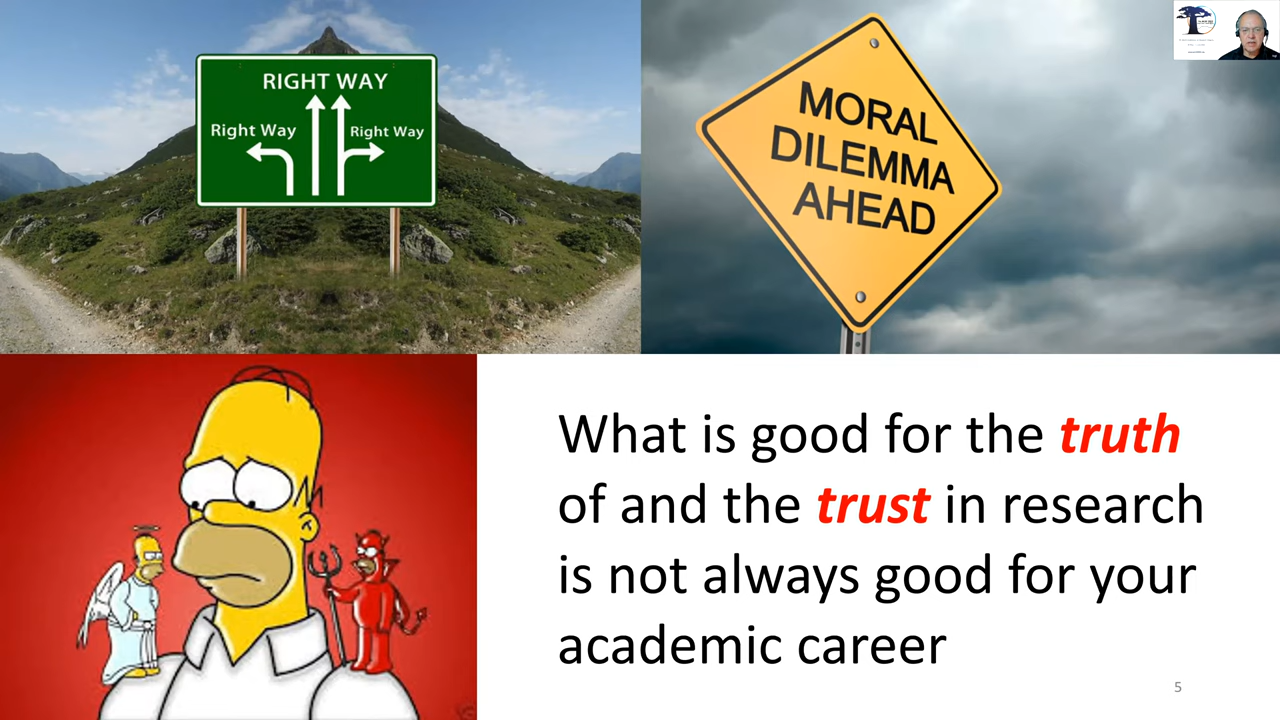 RIGHT WAY
Right Way
Right Way
MORAL
DILEMMA
AHEAD
What is good for the truth
of and the trust in research
is not always good for your
academic career
5